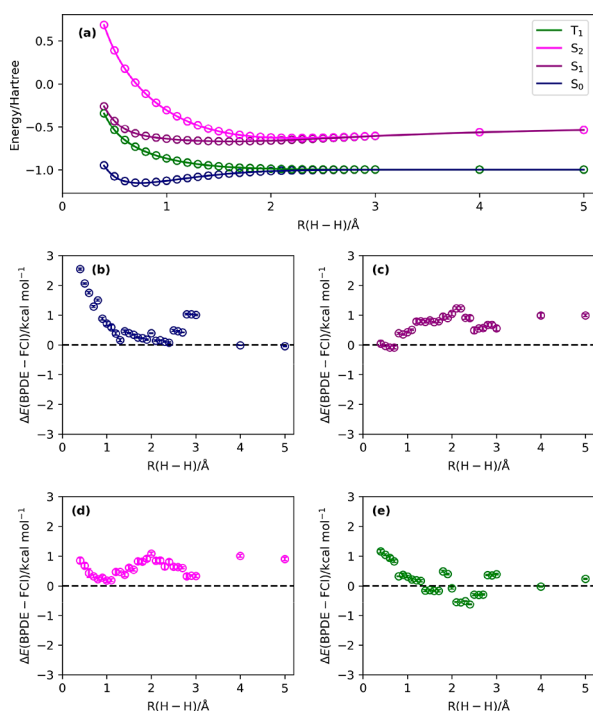 (a)
T1
S2
S1
S0
Energy/Hartree
0.5
0.0
−0.5
−1.0
0 1 2 3 4 5
R(H−H)/Å
(b)
ΔE(BPDE−FCI)/kcal mol−1
3
2
1
0
−1
−2
−3
0 1 2 3 4 5
R(H−H)/Å
(c)
ΔE(BPDE−FCI)/kcal mol−1
3
2
1
0
−1
−2
−3
0 1 2 3 4 5
R(H−H)/Å
(d)
ΔE(BPDE−FCI)/kcal mol−1
3
2
1
0
−1
−2
−3
0 1 2 3 4 5
R(H−H)/Å
(e)
ΔE(BPDE−FCI)/kcal mol−1
3
2
1
0
−1
−2
−3
0 1 2 3 4 5
R(H−H)/Å